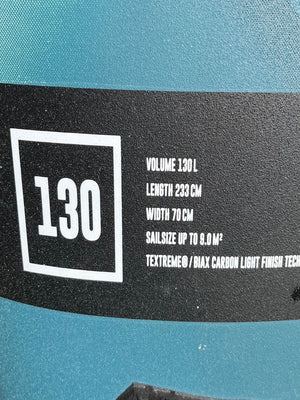 130
VOLUME 130 L
LENGTH 233 CM
WIDTH 70 CM
SAILSIZE UP TO 9.0 M²
TEXTREME® / BIAX CARBON LIGHT FINISH TECH